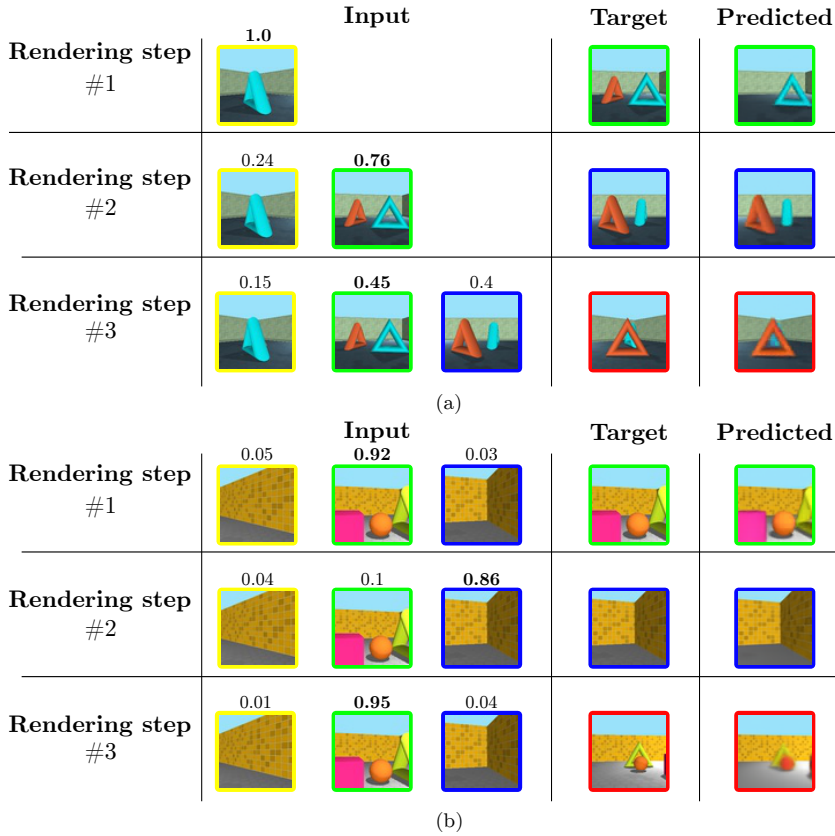 Input Target Predicted
1.0
Rendering step
#1
0.24 0.76
Rendering step
#2
0.15 0.45 0.4
Rendering step
#3
(a)
Input Target Predicted
0.05 0.92 0.03
Rendering step
#1
0.04 0.1 0.86
Rendering step
#2
0.01 0.95 0.04
Rendering step
#3
(b)